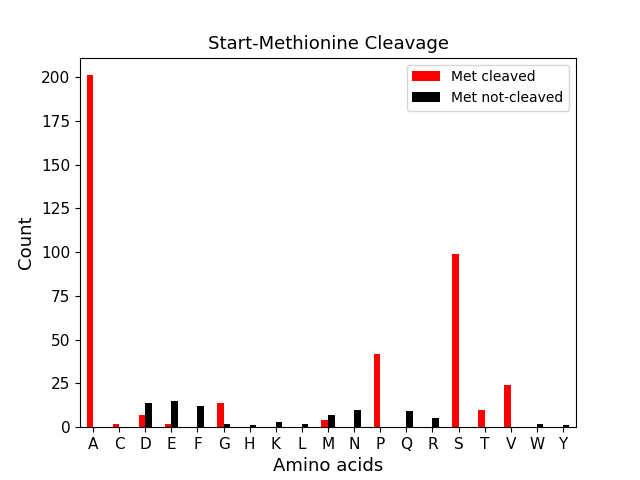 Start-Methionine Cleavage
Met cleaved
Met not-cleaved
200
175
150
125
100
75
50
25
0
Count
A C D E F G H K L M N P Q R S T V W Y
Amino acids